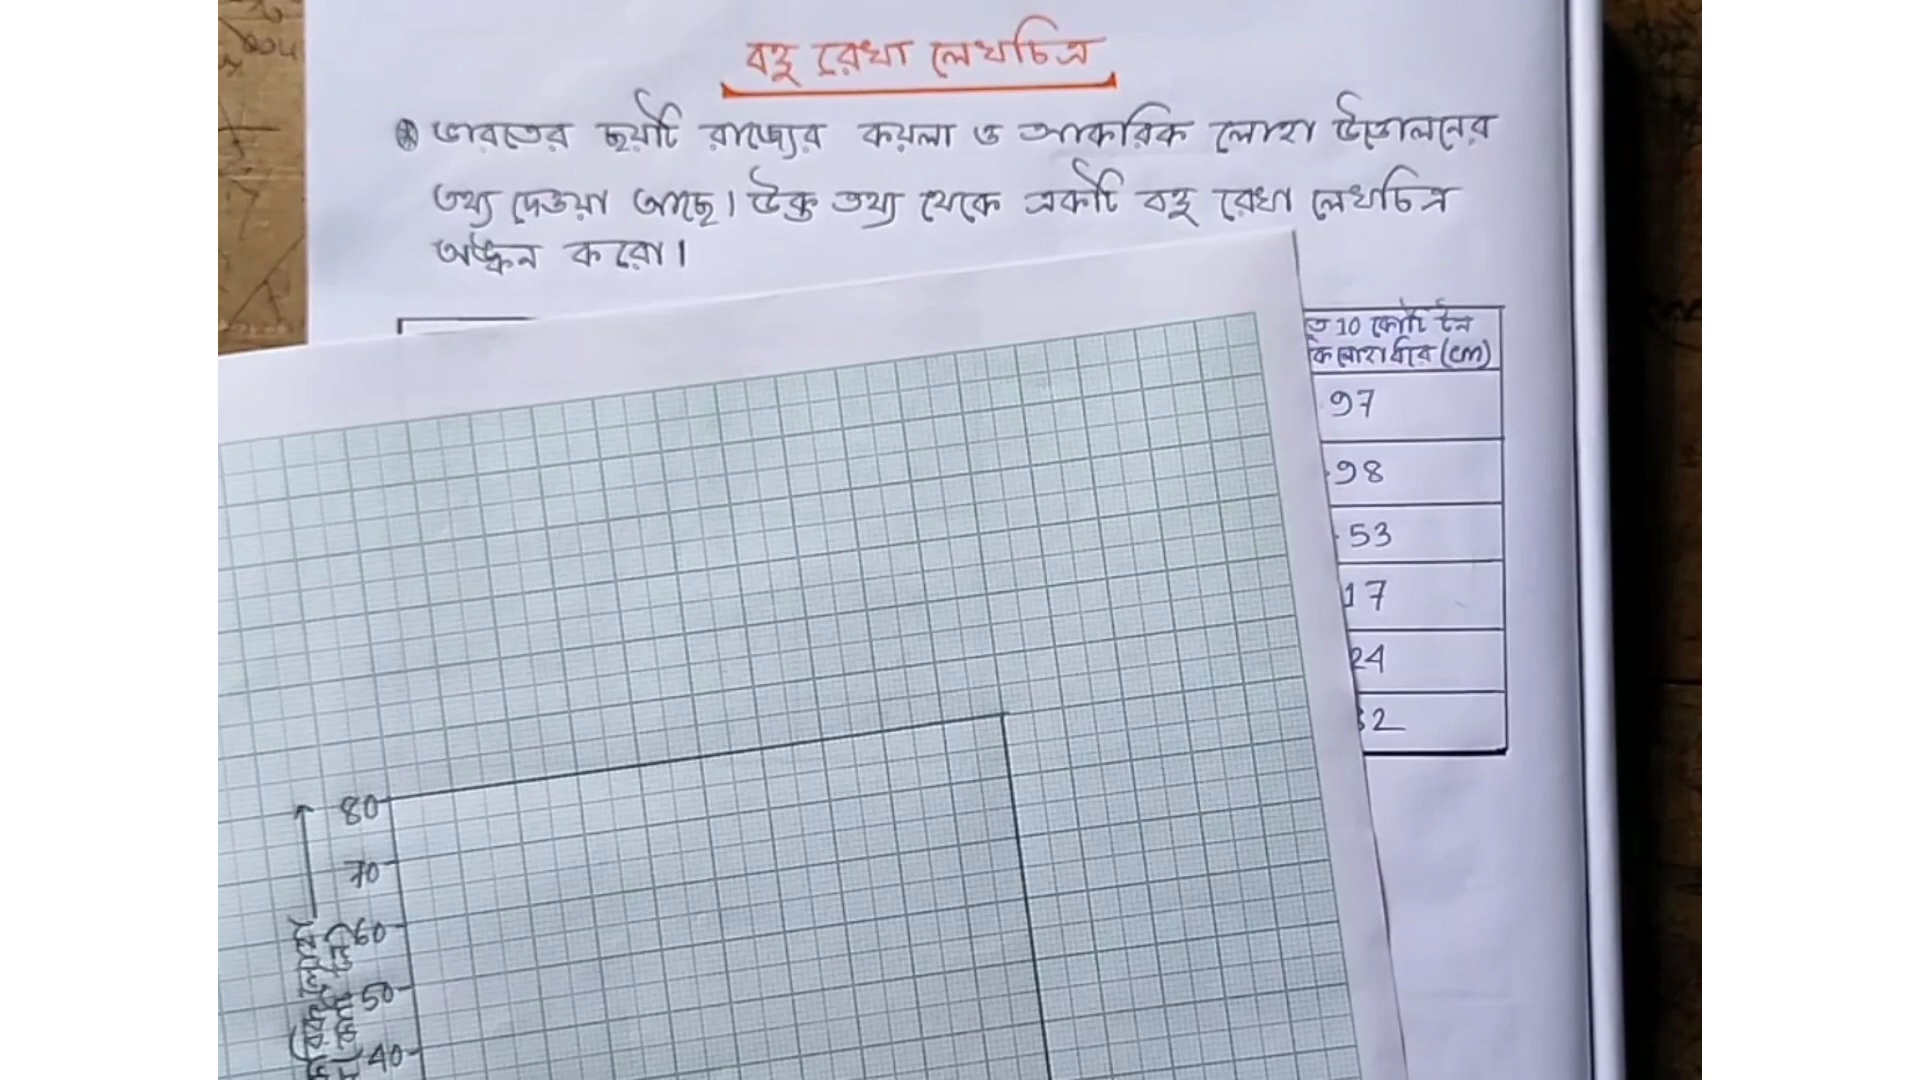 বহু রেখা লেখচিত্র
ভারতের ছয়টি রাজ্যের কয়লা ও আকরিক লোহা উত্তোলনের
তথ্য দেওয়া আছে। উক্ত তথ্য থেকে একটি বহু রেখা লেখচিত্র
অঙ্কন করো।
10 কোটি টন
লোহা ধরে (cm)
97
98
53
17
24
2
80
70
60
50
40